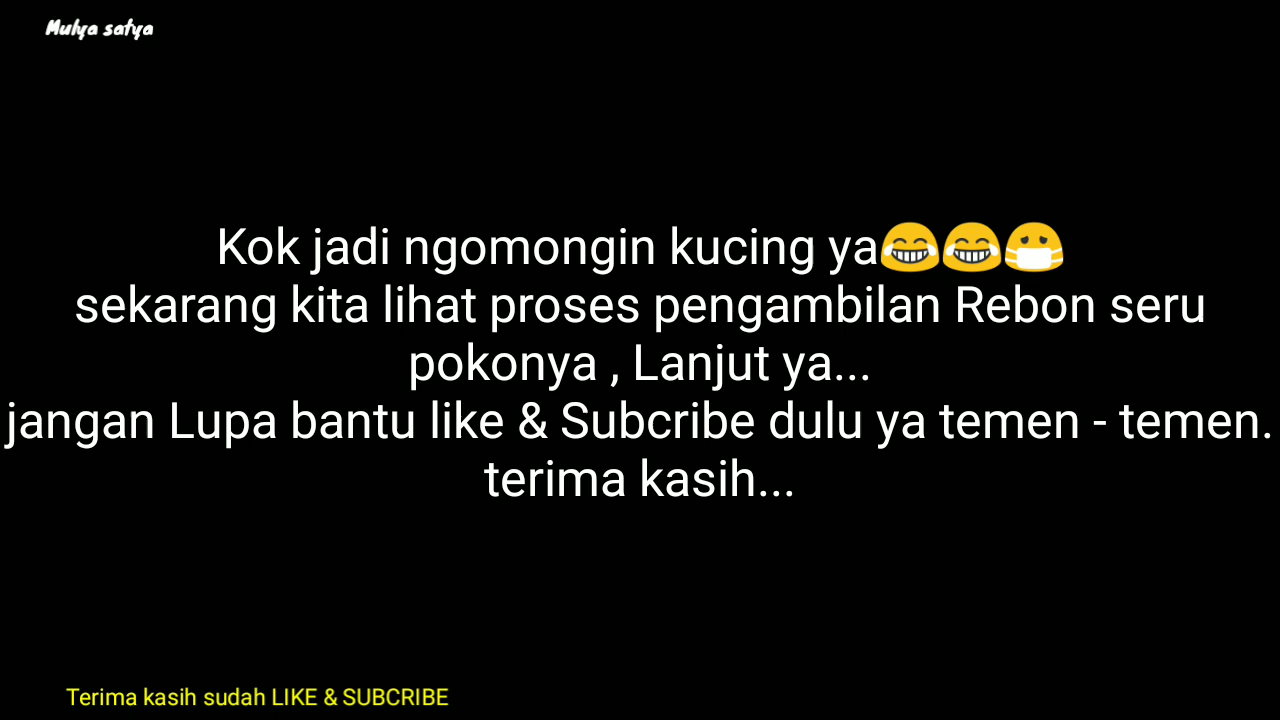 Mulya satya
Kok jadi ngomongin kucing ya😂😂😷
sekarang kita lihat proses pengambilan Rebon seru
pokonya , Lanjut ya...
jangan Lupa bantu like & Subcribe dulu ya temen - temen.
terima kasih...
Terima kasih sudah LIKE & SUBCRIBE